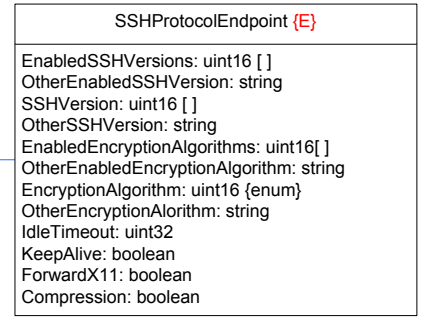 SSHProtocolEndpoint {E}
EnabledSSHVersions: uint16 [ ]
OtherEnabledSSHVersion: string
SSHVersion: uint16 [ ]
OtherSSHVersion: string
EnabledEncryptionAlgorithms: uint16[ ]
OtherEnabledEncryptionAlgorithm: string
EncryptionAlgorithm: uint16 {enum}
OtherEncryptionAlorithm: string
IdleTimeout: uint32
KeepAlive: boolean
ForwardX11: boolean
Compression: boolean